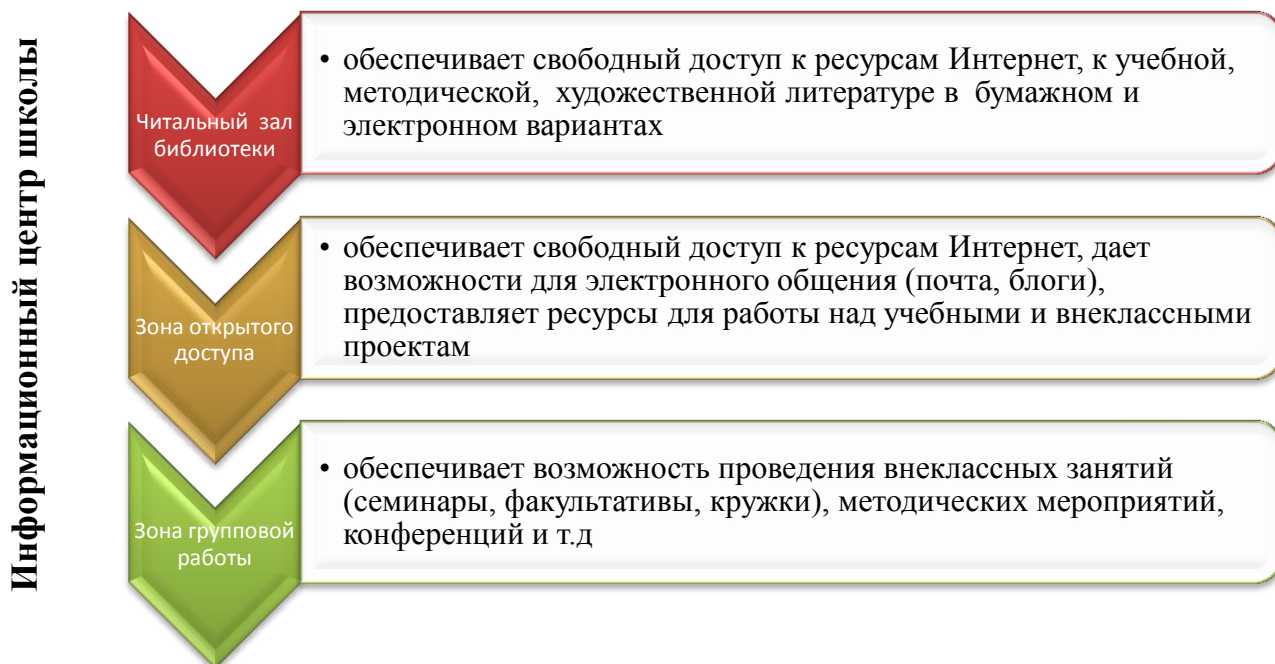 Информационный центр школы
Читальный зал
библиотеки
• обеспечивает свободный доступ к ресурсам Интернет, к учебной,
методической, художественной литературе в бумажном и
электронном вариантах
Зона открытого
доступа
• обеспечивает свободный доступ к ресурсам Интернет, дает
возможности для электронного общения (почта, блоги),
предоставляет ресурсы для работы над учебными и внеклассными
проектам
Зона групповой
работы
• обеспечивает возможность проведения внеклассных занятий
(семинары, факультативы, кружки), методических мероприятий,
конференций и т.д